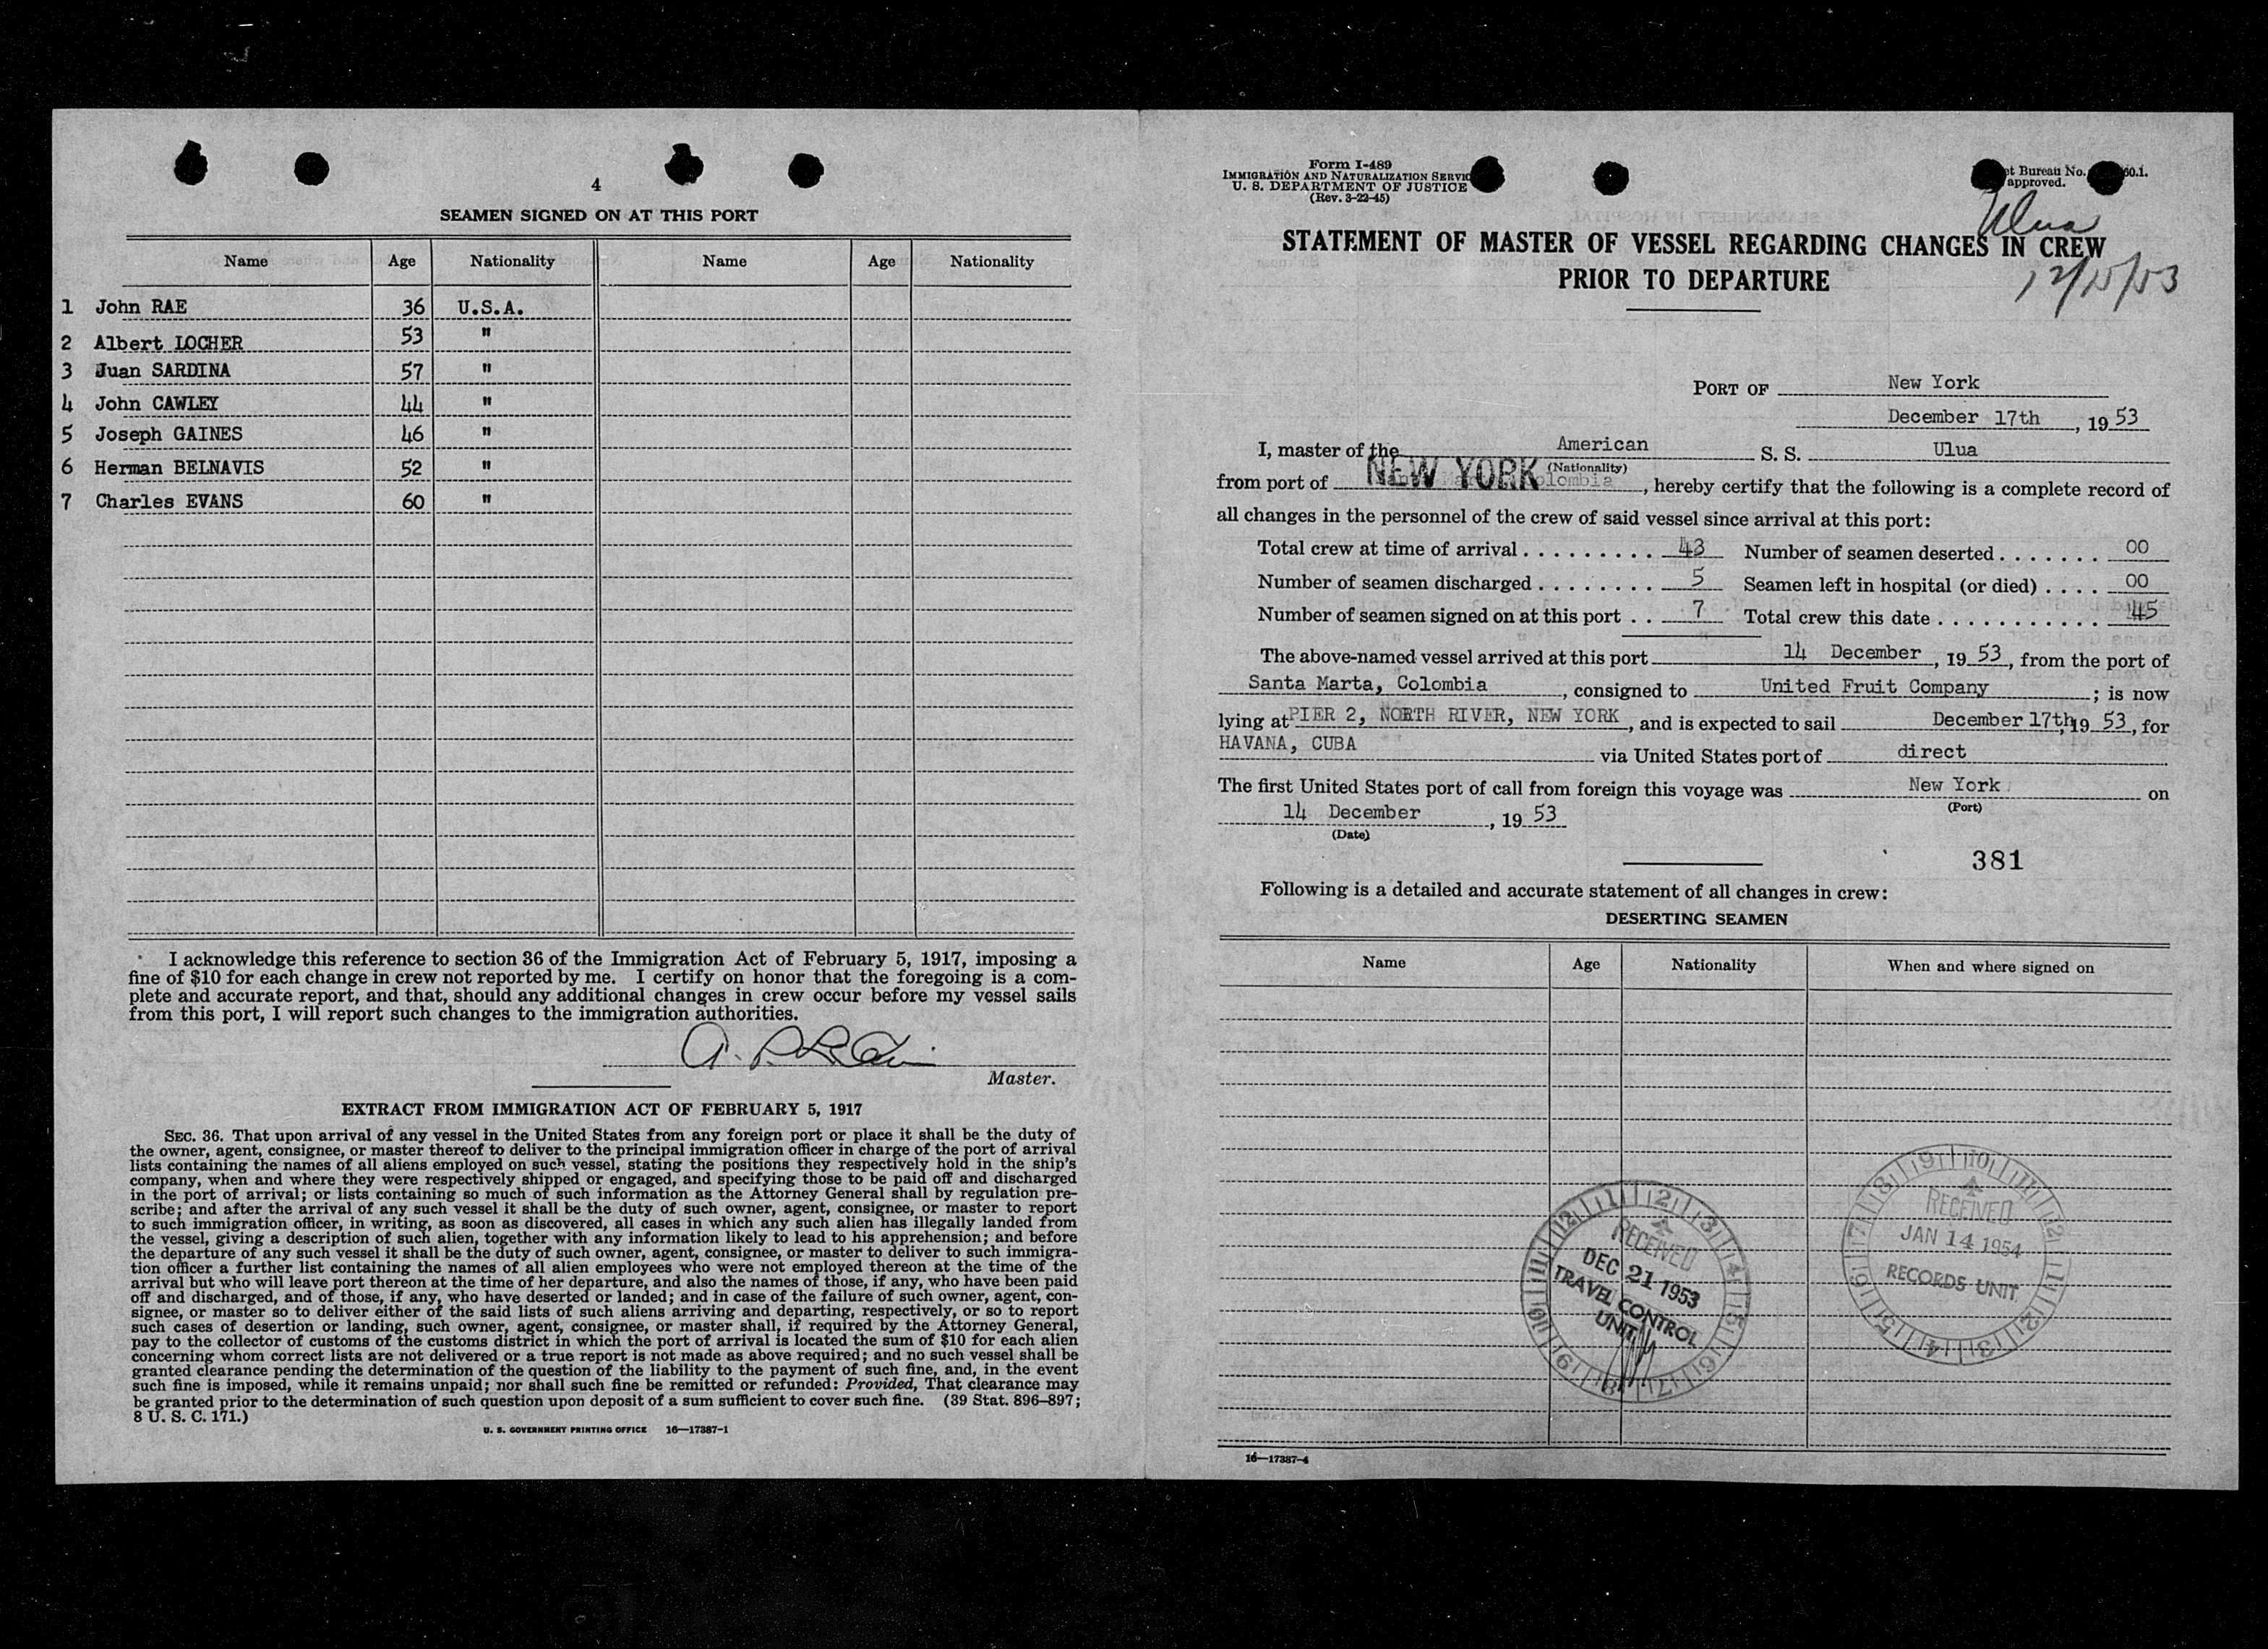 4
SEAMEN SIGNED ON AT THIS PORT
Name Age Nationality Name Age Nationality
1 John RAE 36 U.S.A.
2 Albert LOCHER 53 "
3 Juan SARDINA 57 "
4 John CAWLEY 44 "
5 Joseph GAINES 46 "
6 Herman BELNAVIS 52 "
7 Charles EVANS 60 "
I acknowledge this reference to section 36 of the Immigration Act of February 5, 1917, imposing a
fine of $10 for each change in crew not reported by me. I certify on honor that the foregoing is a com-
plete and accurate report, and that, should any additional changes in crew occur before my vessel sails
from this port, I will report such changes to the immigration authorities.
Master.
EXTRACT FROM IMMIGRATION ACT OF FEBRUARY 5, 1917
SEC. 36. That upon arrival of any vessel in the United States from any foreign port or place it shall be the duty of
the owner, agent, consignee, or master thereof to deliver to the principal immigration officer in charge of the port of arrival
lists containing the names of all aliens employed on such vessel, stating the positions they respectively hold in the ship's
company, when and where they were respectively shipped or engaged, and specifying those to be paid off and discharged
in the port of arrival; or lists containing so much of such information as the Attorney General shall by regulation pre-
scribe; and after the arrival of any such vessel it shall be the duty of such owner, agent, consignee, or master to report
to such immigration officer, in writing, as soon as discovered, all cases in which any such alien has illegally landed from
the vessel, giving a description of such alien, together with any information likely to lead to his apprehension; and before
the departure of any such vessel it shall be the duty of such owner, agent, consignee, or master to deliver to such immigra-
tion officer a further list containing the names of all alien employees who were not employed thereon at the time of the
arrival but who will leave port thereon at the time of her departure, and also the names of those, if any, who have been paid
off and discharged, and of those, if any, who have deserted or landed; and in case of the failure of such owner, agent, con-
signee, or master so to deliver either of the said lists of such aliens arriving and departing, respectively, or so to report
such cases of desertion or landing, such owner, agent, consignee, or master shall, if required by the Attorney General,
pay to the collector of customs of the customs district in which the port of arrival is located the sum of $10 for each alien
concerning whom correct lists are not delivered or a true report is not made as above required; and no such vessel shall be
granted clearance pending the determination of the question of the liability to the payment of such fine, and, in the event
such fine is imposed, while it remains unpaid; nor shall such fine be remitted or refunded: Provided, That clearance may
be granted prior to the determination of such question upon deposit of a sum sufficient to cover such fine. (39 Stat. 896–897;
8 U. S. C. 171.)
U. S. GOVERNMENT PRINTING OFFICE 16—17387-1
Form I-489
IMMIGRATION AND NATURALIZATION SERVIC
U. S. DEPARTMENT OF JUSTICE
(Rev. 3-22-45)
et Bureau No. 60.1.
approved.
Ulua
STATEMENT OF MASTER OF VESSEL REGARDING CHANGES IN CREW
PRIOR TO DEPARTURE
12/15/53
PORT OF New York
December 17th, 1953
I, master of the American S. S. Ulua
(Nationality)
from port of NEW YORK Colombia, hereby certify that the following is a complete record of
all changes in the personnel of the crew of said vessel since arrival at this port:
Total crew at time of arrival . . . . . . . . . 43 Number of seamen deserted . . . . . . . 00
Number of seamen discharged . . . . . . . . 5 Seamen left in hospital (or died) . . . . 00
Number of seamen signed on at this port . . 7 Total crew this date . . . . . . . . . . . 45
The above-named vessel arrived at this port 14 December, 1953, from the port of
Santa Marta, Colombia, consigned to United Fruit Company; is now
lying at PIER 2, NORTH RIVER, NEW YORK, and is expected to sail December 17th, 1953, for
HAVANA, CUBA via United States port of direct
The first United States port of call from foreign this voyage was New York on
(Port)
14 December, 1953
(Date)
381
Following is a detailed and accurate statement of all changes in crew:
DESERTING SEAMEN
Name Age Nationality When and where signed on
12 1 2 3 4 5 6 7 8 9 10 11
RECEIVED
DEC 21 1953
TRAVEL CONTROL
UNIT
9 10 11 12 1 2 3 4 5 6 7 8
RECEIVED
JAN 14 1954
RECORDS UNIT
16—17387-4